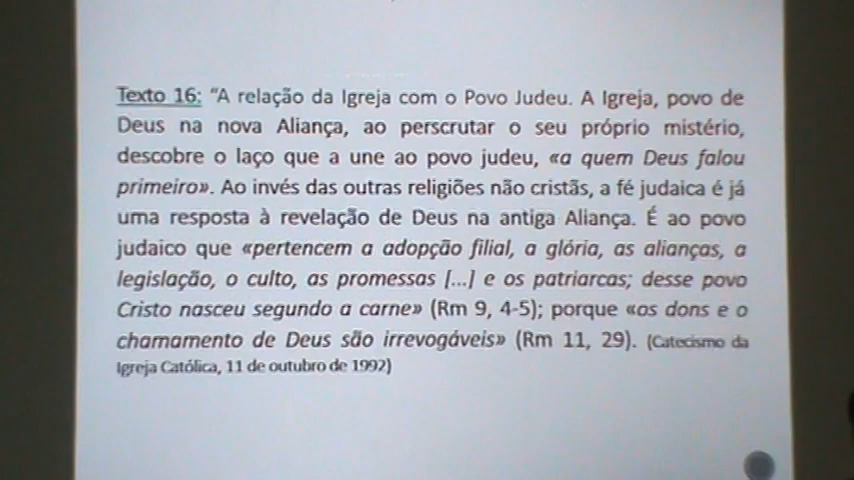 Texto 16: "A relação da Igreja com o Povo Judeu. A Igreja, povo de
Deus na nova Aliança, ao perscrutar o seu próprio mistério,
descobre o laço que a une ao povo judeu, «a quem Deus falou
primeiro». Ao invés das outras religiões não cristãs, a fé judaica é já
uma resposta à revelação de Deus na antiga Aliança. É ao povo
judaico que «pertencem a adopção filial, a glória, as alianças, a
legislação, o culto, as promessas [...] e os patriarcas; desse povo
Cristo nasceu segundo a carne» (Rm 9, 4-5); porque «os dons e o
chamamento de Deus são irrevogáveis» (Rm 11, 29). (Catecismo da
Igreja Católica, 11 de outubro de 1992)